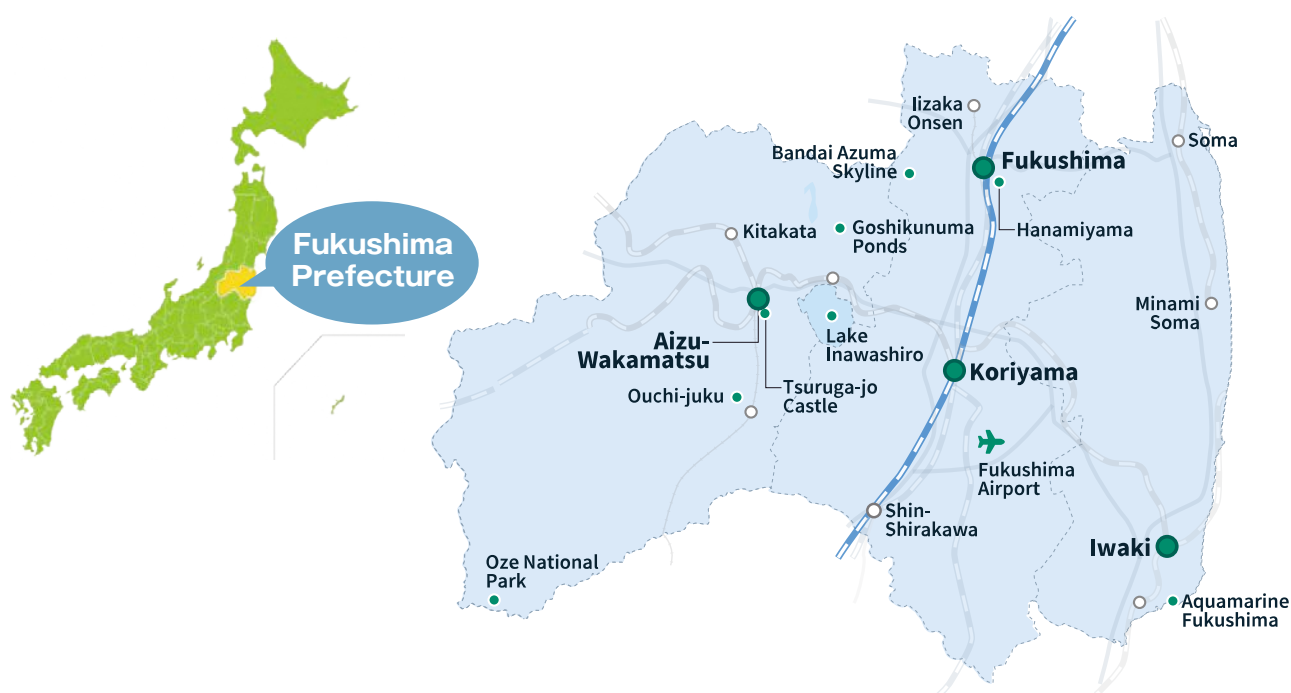 Fukushima
Prefecture
Iizaka
Onsen
Soma
Bandai Azuma
Skyline
Fukushima
Kitakata
Goshikunuma
Ponds
Hanamiyama
Minami
Soma
Aizu-
Wakamatsu
Lake
Inawashiro
Koriyama
Ouchi-juku
Tsuruga-jo
Castle
Fukushima
Airport
Shin-
Shirakawa
Iwaki
Oze National
Park
Aquamarine
Fukushima